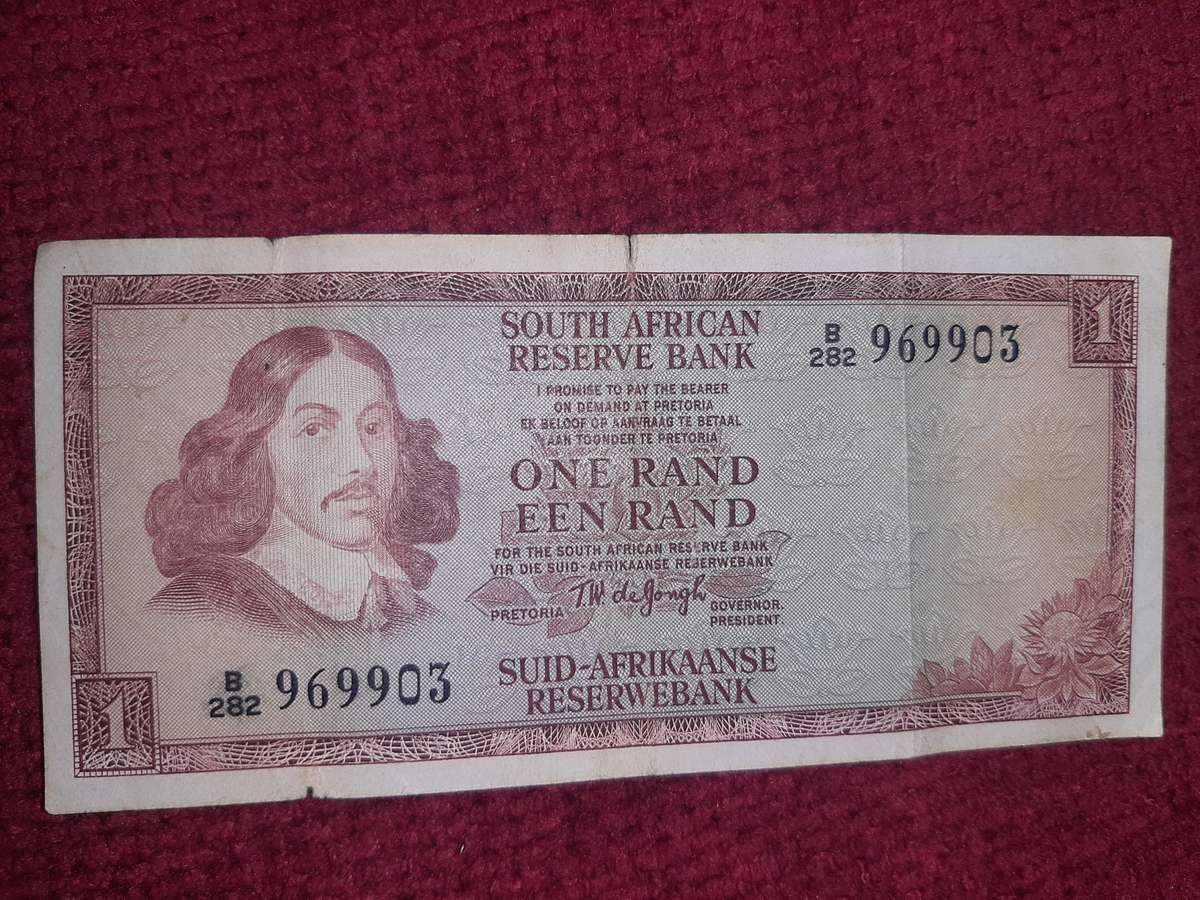 SOUTH AFRICAN
RESERVE BANK
B
282 969903
1
I PROMISE TO PAY THE BEARER
ON DEMAND AT PRETORIA
EK BELOOF OP AANVRAAG TE BETAAL
AAN TOONDER TE PRETORIA
ONE RAND
EEN RAND
FOR THE SOUTH AFRICAN RESERVE BANK
VIR DIE SUID-AFRIKAANSE RESERWEBANK
T.W. de Jongh
PRETORIA
GOVERNOR
PRESIDENT
SUID-AFRIKAANSE
RESERWEBANK
B
282 969903
1